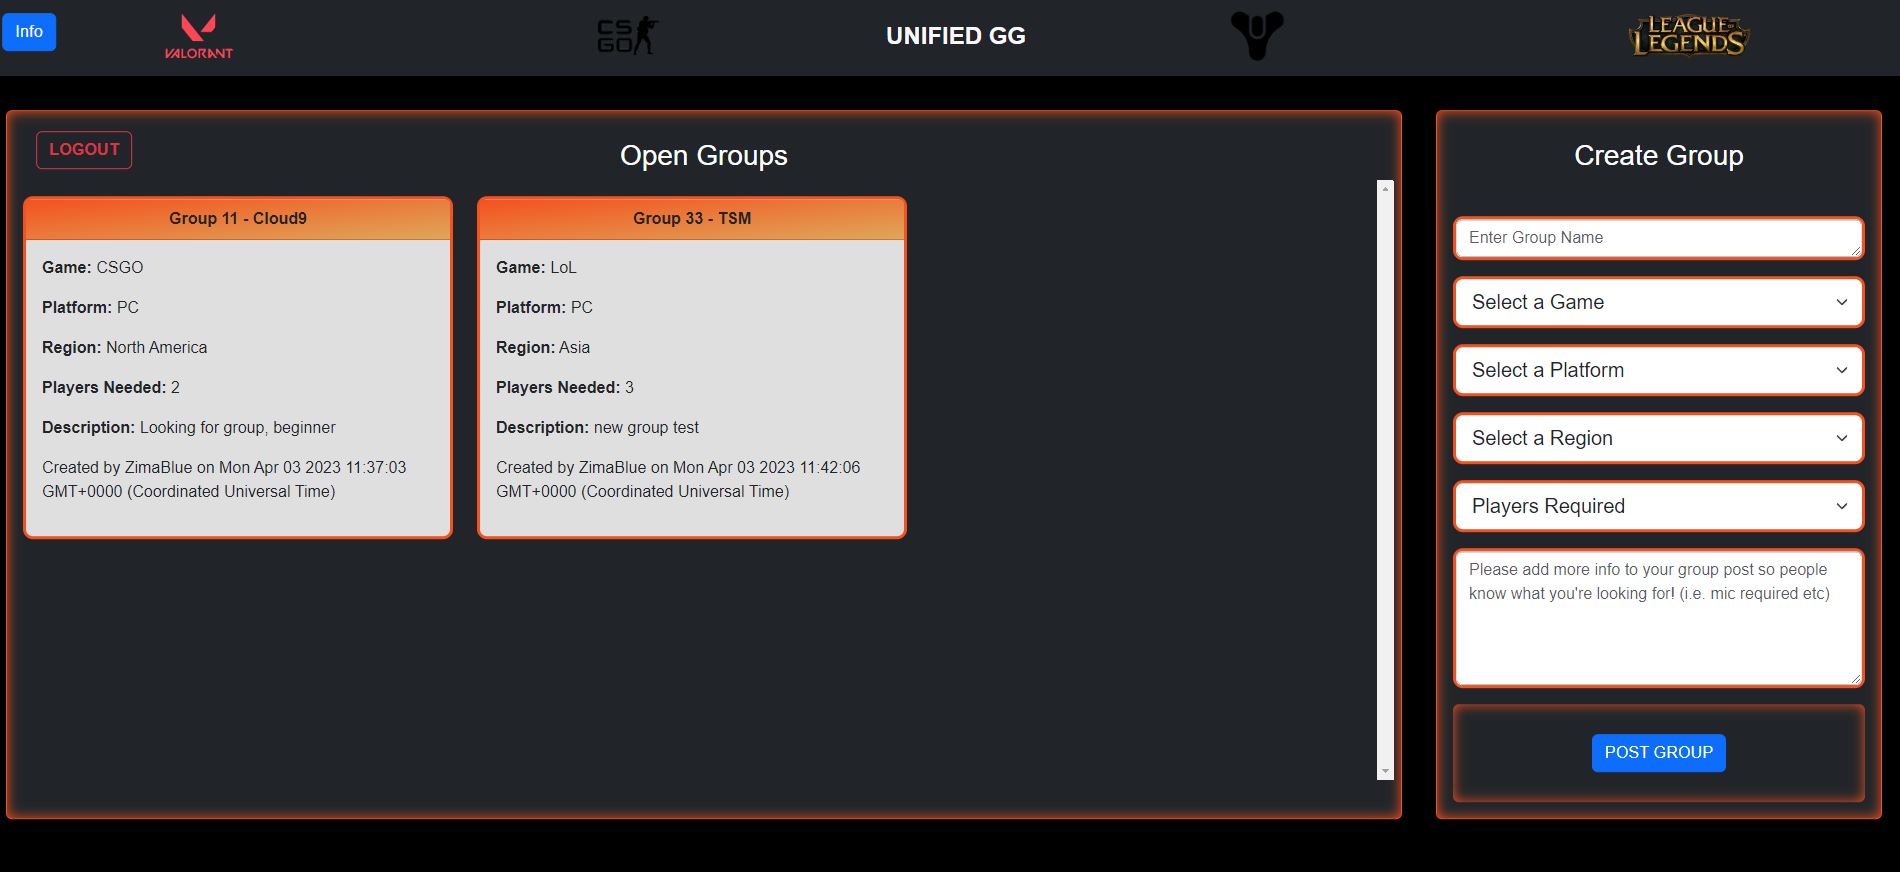 Info
VALORANT
CS
GO
UNIFIED GG
LEAGUE OF
LEGENDS
LOGOUT
Open Groups
Group 11 - Cloud9
Game: CSGO
Platform: PC
Region: North America
Players Needed: 2
Description: Looking for group, beginner
Created by ZimaBlue on Mon Apr 03 2023 11:37:03
GMT+0000 (Coordinated Universal Time)
Group 33 - TSM
Game: LoL
Platform: PC
Region: Asia
Players Needed: 3
Description: new group test
Created by ZimaBlue on Mon Apr 03 2023 11:42:06
GMT+0000 (Coordinated Universal Time)
Create Group
Enter Group Name
Select a Game
Select a Platform
Select a Region
Players Required
Please add more info to your group post so people
know what you're looking for! (i.e. mic required etc)
POST GROUP